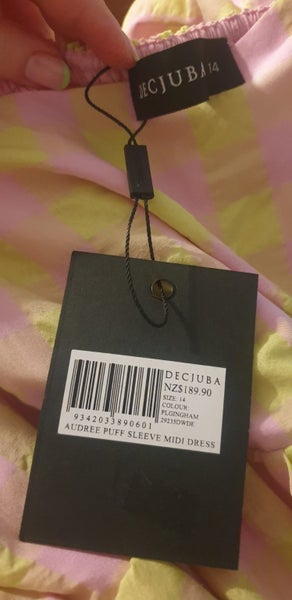 DECJUBA 14
DECJUBA
NZ$189.90
SIZE: 14
COLOUR:
PLGINGHAM
29235DWDE
9342033890601
AUDREE PUFF SLEEVE MIDI DRESS